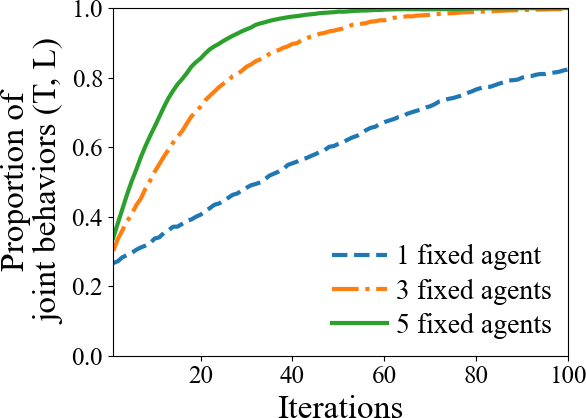 Proportion of
joint behaviors (T, L)
1.0
0.8
0.6
0.4
0.2
0.0
1 fixed agent
3 fixed agents
5 fixed agents
20 40 60 80 100
Iterations